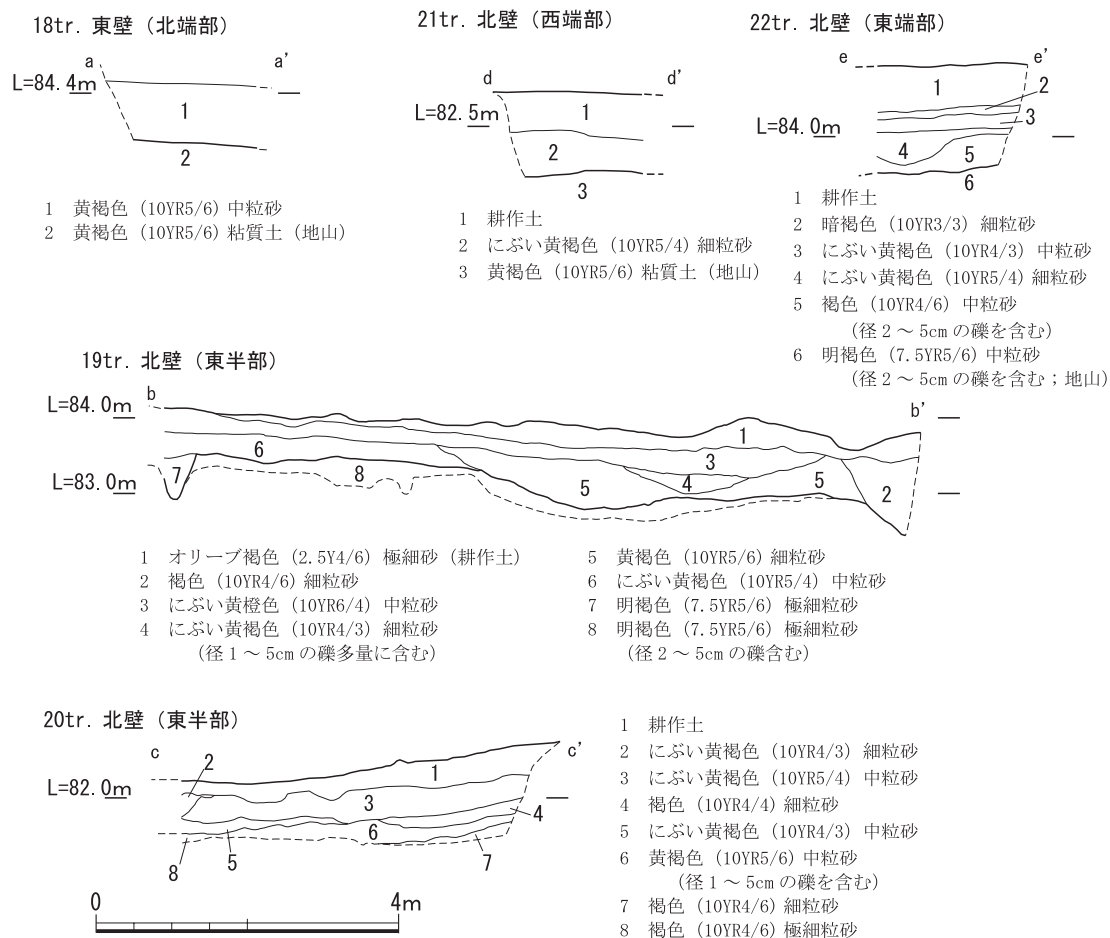 18tr. 東壁（北端部）
a
a'
L=84.4m
1
2
1 黄褐色（10YR5/6）中粒砂
2 黄褐色（10YR5/6）粘質土（地山）
21tr. 北壁（西端部）
d
d'
L=82.5m
1
2
3
1 耕作土
2 にぶい黄褐色（10YR5/4）細粒砂
3 黄褐色（10YR5/6）粘質土（地山）
22tr. 北壁（東端部）
e
e'
1
2
3
L=84.0m
4
5
6
1 耕作土
2 暗褐色（10YR3/3）細粒砂
3 にぶい黄褐色（10YR4/3）中粒砂
4 にぶい黄褐色（10YR5/4）細粒砂
5 褐色（10YR4/6）中粒砂
（径2～5cmの礫を含む）
6 明褐色（7.5YR5/6）中粒砂
（径2～5cmの礫を含む；地山）
19tr. 北壁（東半部）
b
b'
L=84.0m
1
6
3
7
8
5
4
5
2
L=83.0m
1 オリーブ褐色（2.5Y4/6）極細砂（耕作土）
2 褐色（10YR4/6）細粒砂
3 にぶい黄橙色（10YR6/4）中粒砂
4 にぶい黄褐色（10YR4/3）細粒砂
（径1～5cmの礫多量に含む）
5 黄褐色（10YR5/6）細粒砂
6 にぶい黄褐色（10YR5/4）中粒砂
7 明褐色（7.5YR5/6）極細粒砂
8 明褐色（7.5YR5/6）極細粒砂
（径2～5cmの礫含む）
20tr. 北壁（東半部）
c
c'
2
1
L=82.0m
3
4
6
8
5
7
0
4m
1 耕作土
2 にぶい黄褐色（10YR4/3）細粒砂
3 にぶい黄褐色（10YR5/4）中粒砂
4 褐色（10YR4/4）細粒砂
5 にぶい黄褐色（10YR4/3）中粒砂
6 黄褐色（10YR5/6）中粒砂
（径1～5cmの礫を含む）
7 褐色（10YR4/6）細粒砂
8 褐色（10YR4/6）極細粒砂